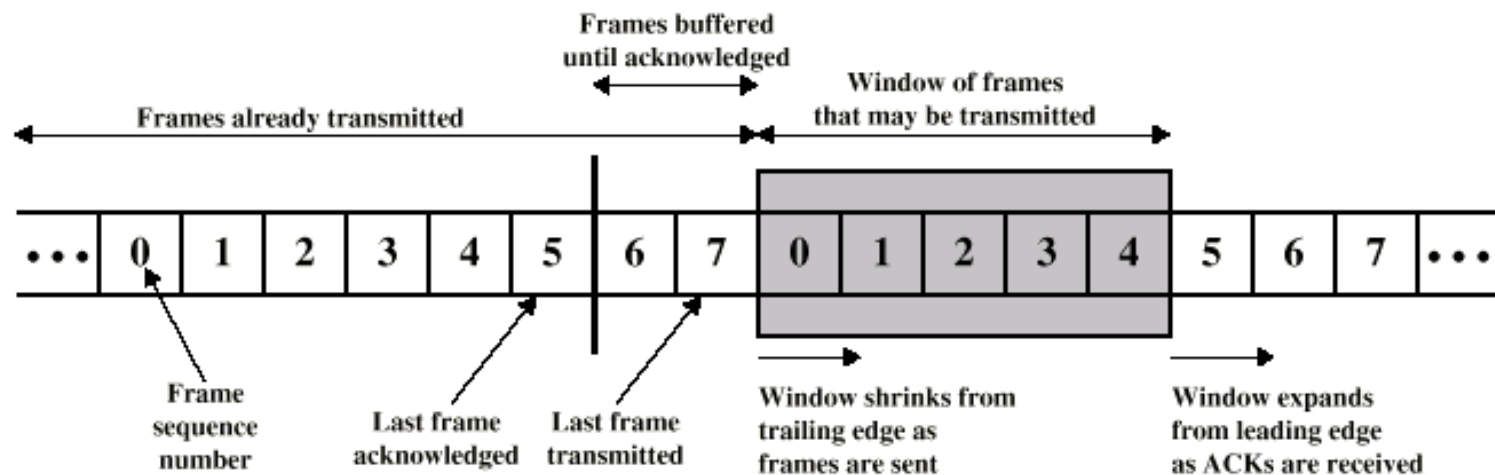 Frames buffered
until acknowledged
Window of frames
that may be transmitted
Frames already transmitted
••• 0 1 2 3 4 5 6 7 0 1 2 3 4 5 6 7 •••
Frame
sequence
number
Last frame
acknowledged
Last frame
transmitted
Window shrinks from
trailing edge as
frames are sent
Window expands
from leading edge
as ACKs are received